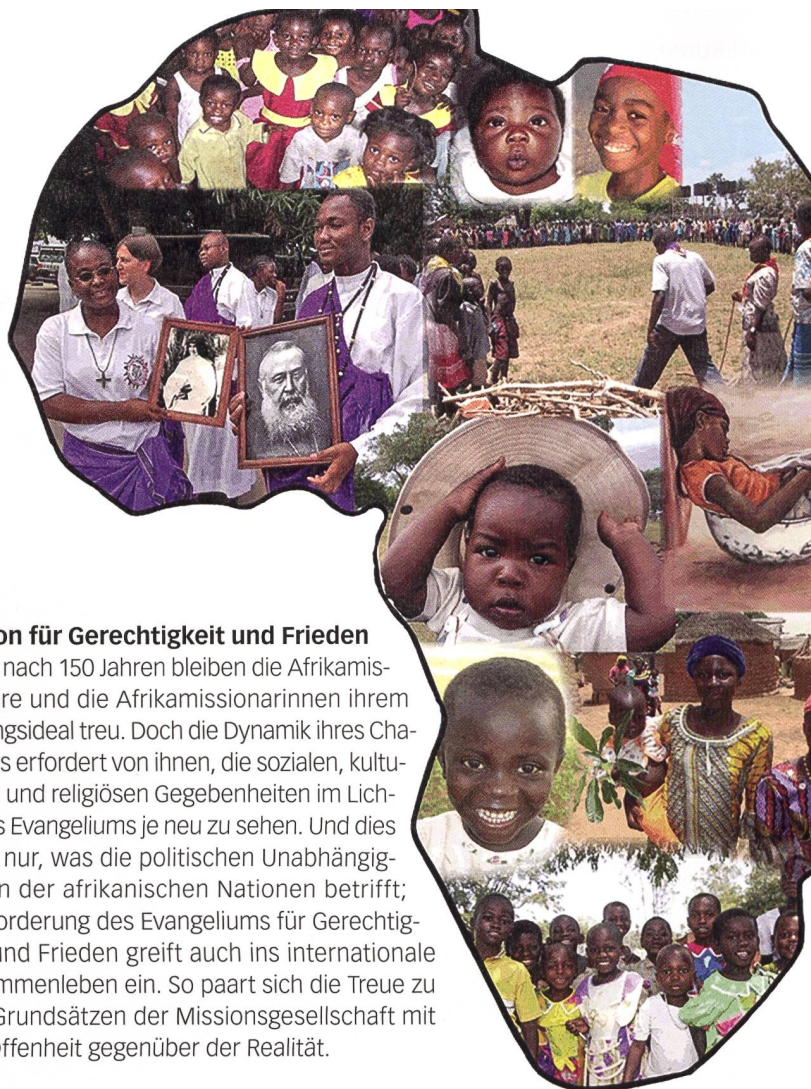 on für Gerechtigkeit und Frieden
nach 150 Jahren bleiben die Afrikamis-
re und die Afrikamissionarinnen ihrem
ngsideal treu. Doch die Dynamik ihres Cha-
s erfordert von ihnen, die sozialen, kultu-
und religiösen Gegebenheiten im Lich-
s Evangeliums je neu zu sehen. Und dies
nur, was die politischen Unabhängig-
n der afrikanischen Nationen betrifft;
orderung des Evangeliums für Gerechtig-
und Frieden greift auch ins internationale
mmenleben ein. So paart sich die Treue zu
Grundsätzen der Missionsgesellschaft mit
ffenheit gegenüber der Realität.